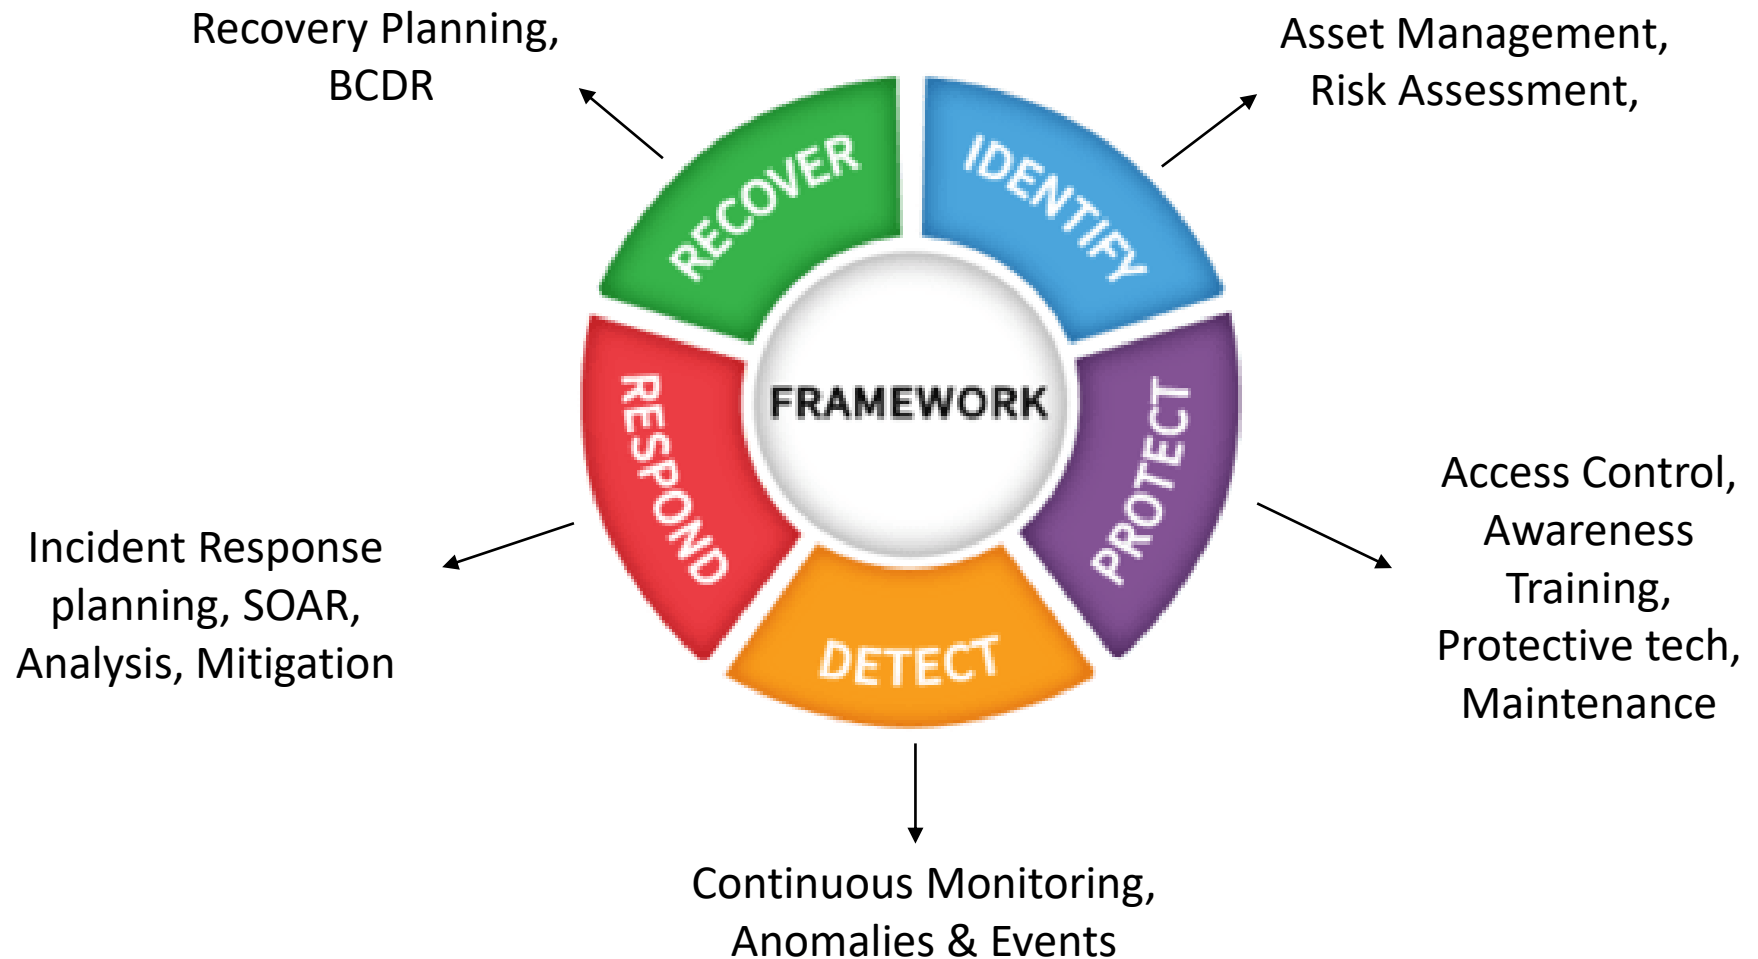 Recovery Planning,
BCDR
Asset Management,
Risk Assessment,
RECOVER
IDENTIFY
FRAMEWORK
RESPOND
PROTECT
DETECT
Incident Response
planning, SOAR,
Analysis, Mitigation
Access Control,
Awareness
Training,
Protective tech,
Maintenance
Continuous Monitoring,
Anomalies & Events